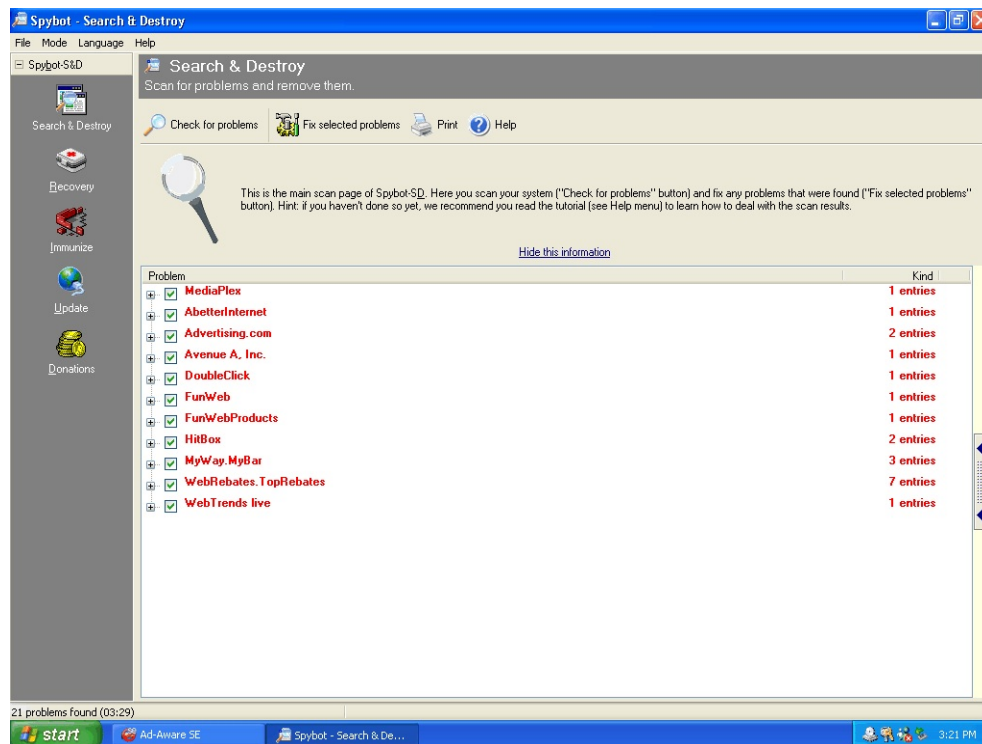 Spybot - Search & Destroy
File Mode Language Help
Spybot-S&D
Search & Destroy
Scan for problems and remove them.
Search & Destroy
Check for problems Fix selected problems Print Help
Recovery
This is the main scan page of Spybot-SD. Here you scan your system ("Check for problems" button) and fix any problems that were found ("Fix selected problems"
button). Hint: if you haven't done so yet, we recommend you read the tutorial (see Help menu) to learn how to deal with the scan results.
Immunize
Hide this information
Update
Donations
Problem Kind
MediaPlex 1 entries
AbetterInternet 1 entries
Advertising.com 2 entries
Avenue A, Inc. 1 entries
DoubleClick 1 entries
FunWeb 1 entries
FunWebProducts 1 entries
HitBox 2 entries
MyWay.MyBar 3 entries
WebRebates.TopRebates 7 entries
WebTrends live 1 entries
21 problems found (03:29)
start Ad-Aware SE Spybot - Search & De... 3:21 PM